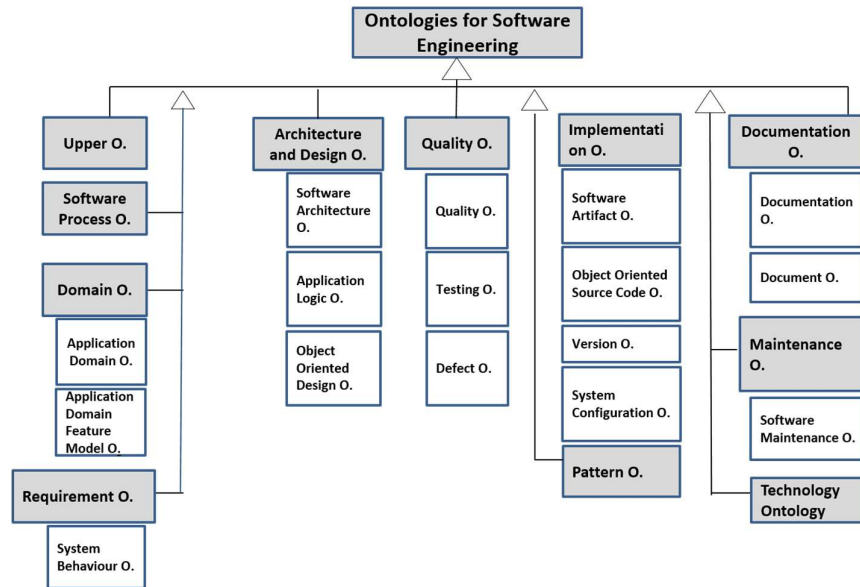 Ontologies for Software
Engineering
Upper O.
Software
Process O.
Domain O.
Application
Domain O.
Application
Domain
Feature
Model O.
Requirement O.
System
Behaviour O.
Architecture
and Design O.
Software
Architecture
O.
Application
Logic O.
Object
Oriented
Design O.
Quality O.
Quality O.
Testing O.
Defect O.
Implementati
on O.
Software
Artifact O.
Object Oriented
Source Code O.
Version O.
System
Configuration O.
Pattern O.
Documentation
O.
Documentation
O.
Document O.
Maintenance
O.
Software
Maintenance O.
Technology
Ontology